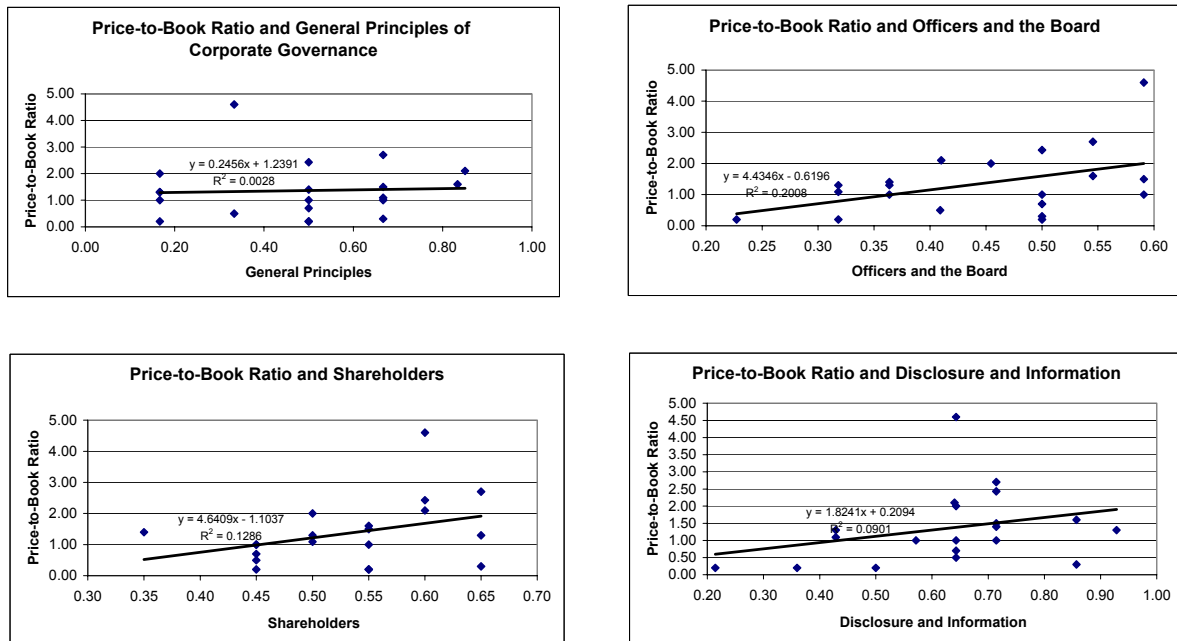 Price-to-Book Ratio and General Principles of
Corporate Governance
Price-to-Book Ratio
5.00
4.00
3.00
2.00
1.00
0.00
y = 0.2456x + 1.2391
R² = 0.0028
0.00 0.20 0.40 0.60 0.80 1.00
General Principles
Price-to-Book Ratio and Officers and the Board
Price-to-Book Ratio
5.00
4.00
3.00
2.00
1.00
0.00
y = 4.4346x - 0.6196
R² = 0.2008
0.20 0.25 0.30 0.35 0.40 0.45 0.50 0.55 0.60
Officers and the Board
Price-to-Book Ratio and Shareholders
Price-to-Book Ratio
5.00
4.00
3.00
2.00
1.00
0.00
y = 4.6409x - 1.1037
R² = 0.1286
0.30 0.35 0.40 0.45 0.50 0.55 0.60 0.65 0.70
Shareholders
Price-to-Book Ratio and Disclosure and Information
Price-to-Book Ratio
5.00
4.50
4.00
3.50
3.00
2.50
2.00
1.50
1.00
0.50
0.00
y = 1.8241x + 0.2094
R² = 0.0901
0.20 0.30 0.40 0.50 0.60 0.70 0.80 0.90 1.00
Disclosure and Information